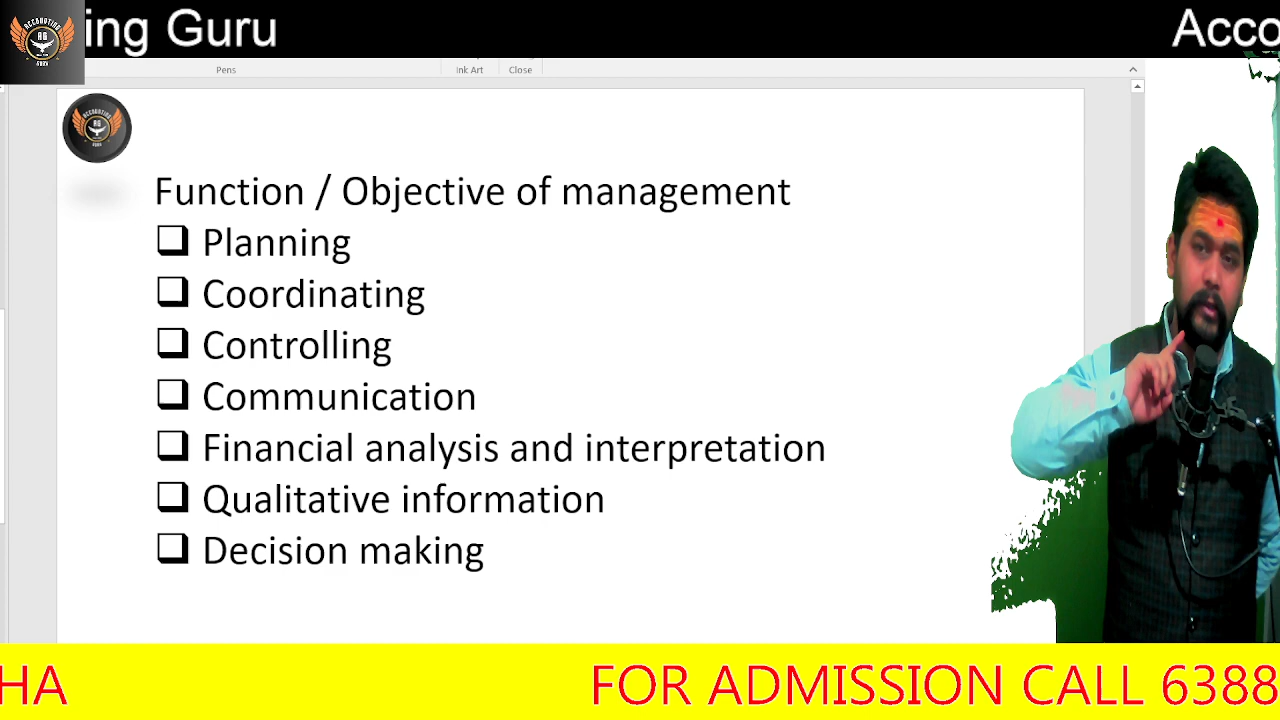 ing Guru
Acco
Pens
Ink Art
Close
Function / Objective of management
Planning
Coordinating
Controlling
Communication
Financial analysis and interpretation
Qualitative information
Decision making
HA
FOR ADMISSION CALL 6388